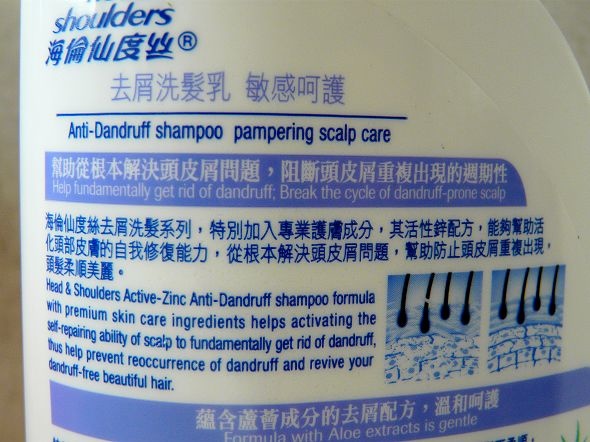 shoulders
海倫仙度絲®
去屑洗髮乳 敏感呵護
Anti-Dandruff shampoo pampering scalp care
幫助從根本解決頭皮屑問題，阻斷頭皮屑重複出現的週期性
Help fundamentally get rid of dandruff; Break the cycle of dandruff-prone scalp
海倫仙度絲去屑洗髮系列，特別加入專業護膚成分，其活性鋅配方，能夠幫助活
化頭部皮膚的自我修復能力，從根本解決頭皮屑問題，幫助防止頭皮屑重複出現，
頭髮柔順美麗。
Head & Shoulders Active-Zinc Anti-Dandruff shampoo formula
with premium skin care ingredients helps activating the
self-repairing ability of scalp to fundamentally get rid of dandruff,
thus help prevent reoccurrence of dandruff and revive your
dandruff-free beautiful hair.
蘊含蘆薈成分的去屑配方，溫和呵護
Formula with Aloe extracts is gentle